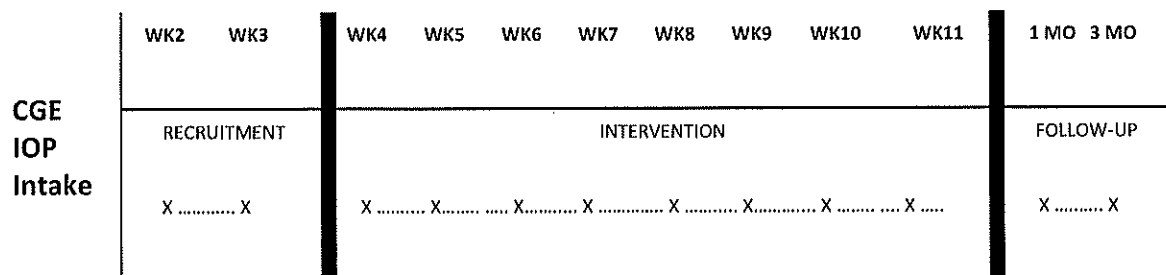 WK2 WK3 WK4 WK5 WK6 WK7 WK8 WK9 WK10 WK11 1 MO 3 MO
CGE
IOP
Intake
RECRUITMENT INTERVENTION FOLLOW-UP
X ............ X X .......... X........ ..... X........... X ............. X ........... X............. X ........ .... X ..... X .......... X